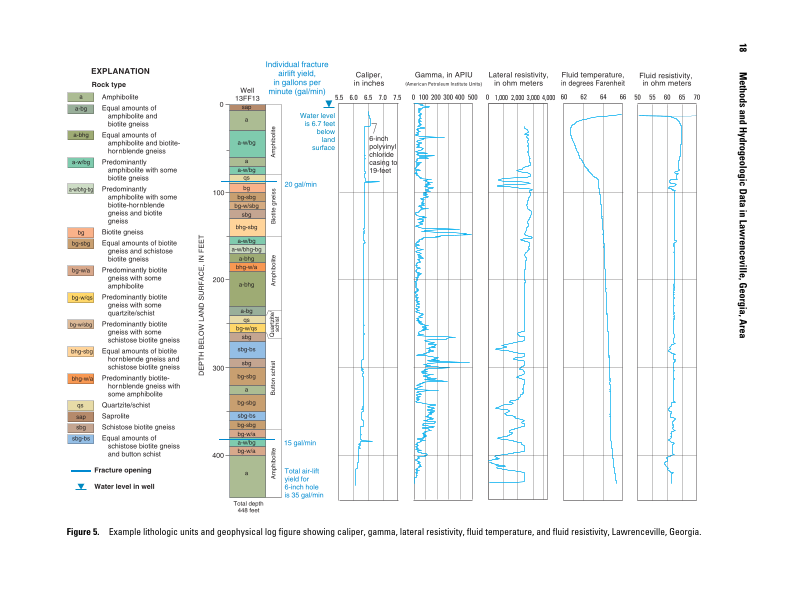 18
Methods and Hydrogeologic Data in Lawrenceville, Georgia, Area
EXPLANATION
Rock type
a Amphibolite
a-bg Equal amounts of
amphibolite and
biotite gneiss
a-bhg Equal amounts of
amphibolite and biotite-
hornblende gneiss
a-w/bg Predominantly
amphibolite with some
biotite gneiss
a-w/bhg-bg Predominantly
amphibolite with some
biotite-hornblende
gneiss and biotite
gneiss
bg Biotite gneiss
bg-sbg Equal amounts of biotite
gneiss and schistose
biotite gneiss
bg-w/a Predominantly biotite
gneiss with some
amphibolite
bg-w/qs Predominantly biotite
gneiss with some
quartzite/schist
bg-w/sbg Predominantly biotite
gneiss with some
schistose biotite gneiss
bhg-sbg Equal amounts of biotite
hornblende gneiss and
schistose biotite gneiss
bhg-w/a Predominantly biotite-
hornblende gneiss with
some amphibolite
qs Quartzite/schist
sap Saprolite
sbg Schistose biotite gneiss
sbg-bs Equal amounts of
schistose biotite gneiss
and button schist
Fracture opening
Water level in well
DEPTH BELOW LAND SURFACE, IN FEET
0
100
200
300
400
Well
13FF13
sap
a
a-w/bg
a
a-w/bg
qs
bg
bg-sbg
bg-w/sbg
sbg
bhg-sbg
a-w/bg
a-w/bhg-bg
a-bhg
bhg-w/a
a-bhg
a-bg
qs
bg-w/qs
sbg
sbg-bs
sbg
bg-sbg
a
bg-sbg
sbg-bs
bg-sbg
bg-w/a
a-w/bg
bg-w/a
a
Total depth
448 feet
Amphibolite
Biotite gneiss
Amphibolite
Quartzite/
schist
Button schist
Amphibolite
Individual fracture
airlift yield,
in gallons per
minute (gal/min)
Water level
is 6.7 feet
below
land
surface
20 gal/min
15 gal/min
Total air-lift
yield for
6-inch hole
is 35 gal/min
Caliper,
in inches
5.5 6.0 6.5 7.0 7.5
6-inch
polyvinyl
chloride
casing to
19-feet
Gamma, in APIU
(American Petroleum Institute Units)
0 100 200 300 400 500
Lateral resistivity,
in ohm meters
0 1,000 2,000 3,000 4,000
Fluid temperature,
in degrees Farenheit
62 64 66
Fluid resistivity,
in ohm meters
50 55 60 65 70
Figure 5. Example lithologic units and geophysical log figure showing caliper, gamma, lateral resistivity, fluid temperature, and fluid resistivity, Lawrenceville, Georgia.